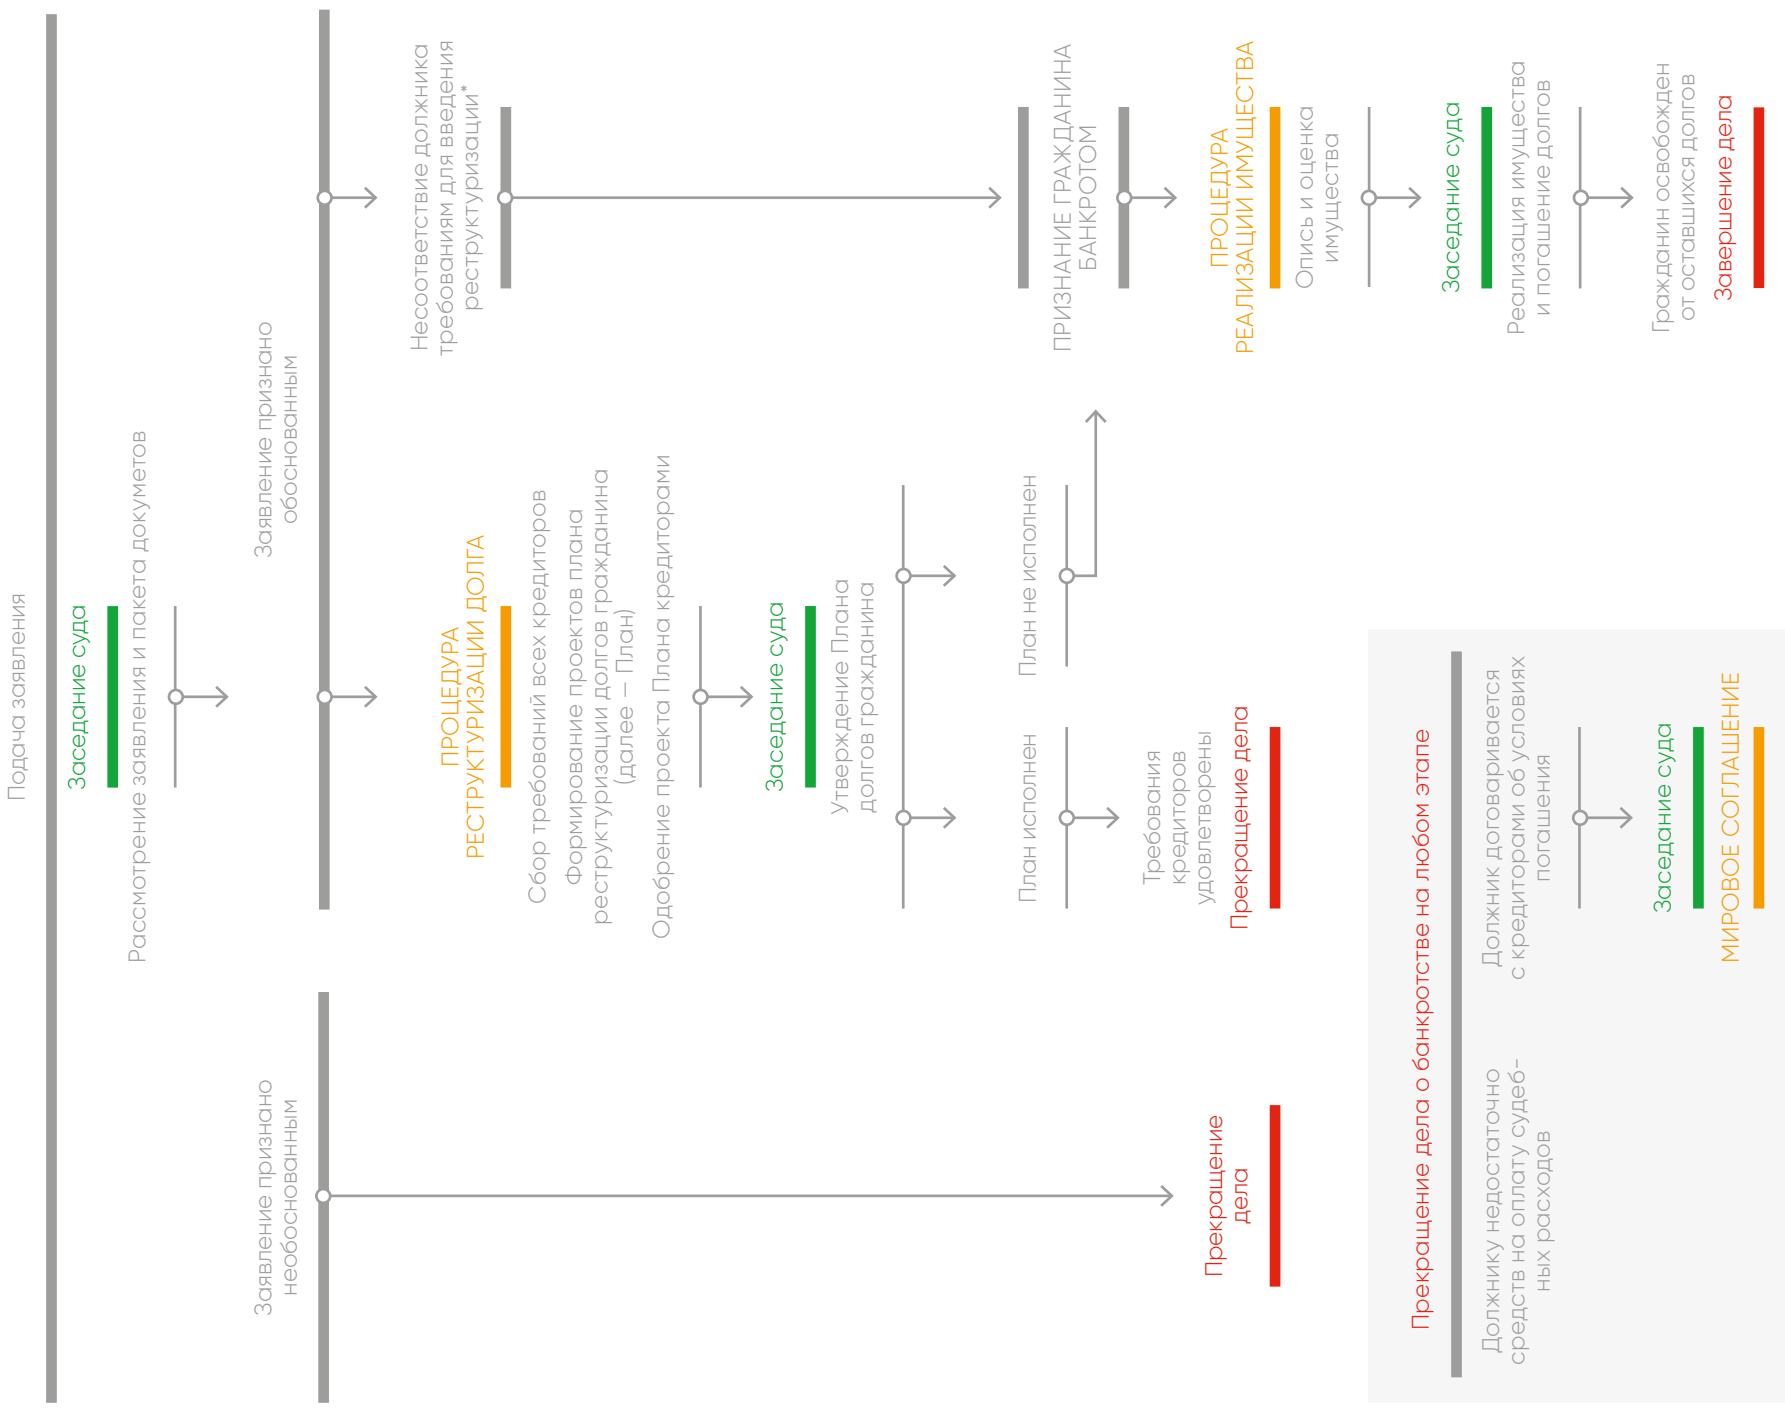 Подача заявления
Заседание суда
Рассмотрение заявления и пакета докуметов
Заявление признано
необоснованным
Заявление признано
обоснованным
Прекращение
дела
ПРОЦЕДУРА
РЕСТРУКТУРИЗАЦИИ ДОЛГА
Сбор требований всех кредиторов
Формирование проектов плана
реструктуризации долгов гражданина
(далее — План)
Одобрение проекта Плана кредиторами
Заседание суда
Утверждение Плана
долгов гражданина
План исполнен
План не исполнен
Требования
кредиторов
удовлетворены
Прекращение дела
Несоответствие должника
требованиям для введения
реструктуризации*
ПРИЗНАНИЕ ГРАЖДАНИНА
БАНКРОТОМ
ПРОЦЕДУРА
РЕАЛИЗАЦИИ ИМУЩЕСТВА
Опись и оценка
имущества
Заседание суда
Реализация имущества
и погашение долгов
Гражданин освобожден
от оставшихся долгов
Завершение дела
Прекращение дела о банкротстве на любом этапе
Должнику недостаточно
средств на оплату судеб-
ных расходов
Должник договаривается
с кредиторами об условиях
погашения
Заседание суда
МИРОВОЕ СОГЛАШЕНИЕ